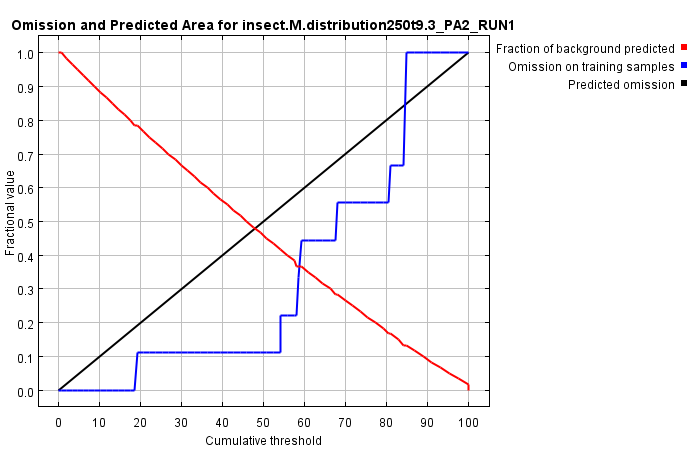 Omission and Predicted Area for insect.M.distribution250t9.3_PA2_RUN1
Fraction of background predicted
Omission on training samples
Predicted omission
Fractional value
1.0
0.9
0.8
0.7
0.6
0.5
0.4
0.3
0.2
0.1
0.0
0 10 20 30 40 50 60 70 80 90 100
Cumulative threshold